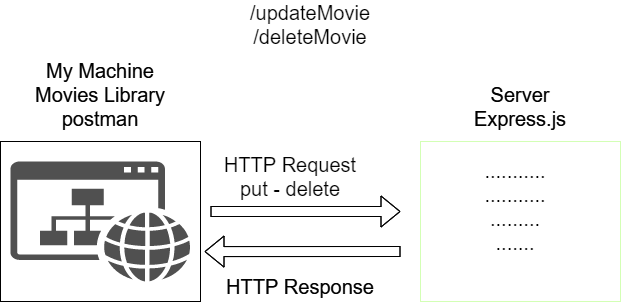 /updateMovie
/deleteMovie
My Machine
Movies Library
postman
Server
Express.js
HTTP Request
put - delete
HTTP Response
...........
...........
.........
.......